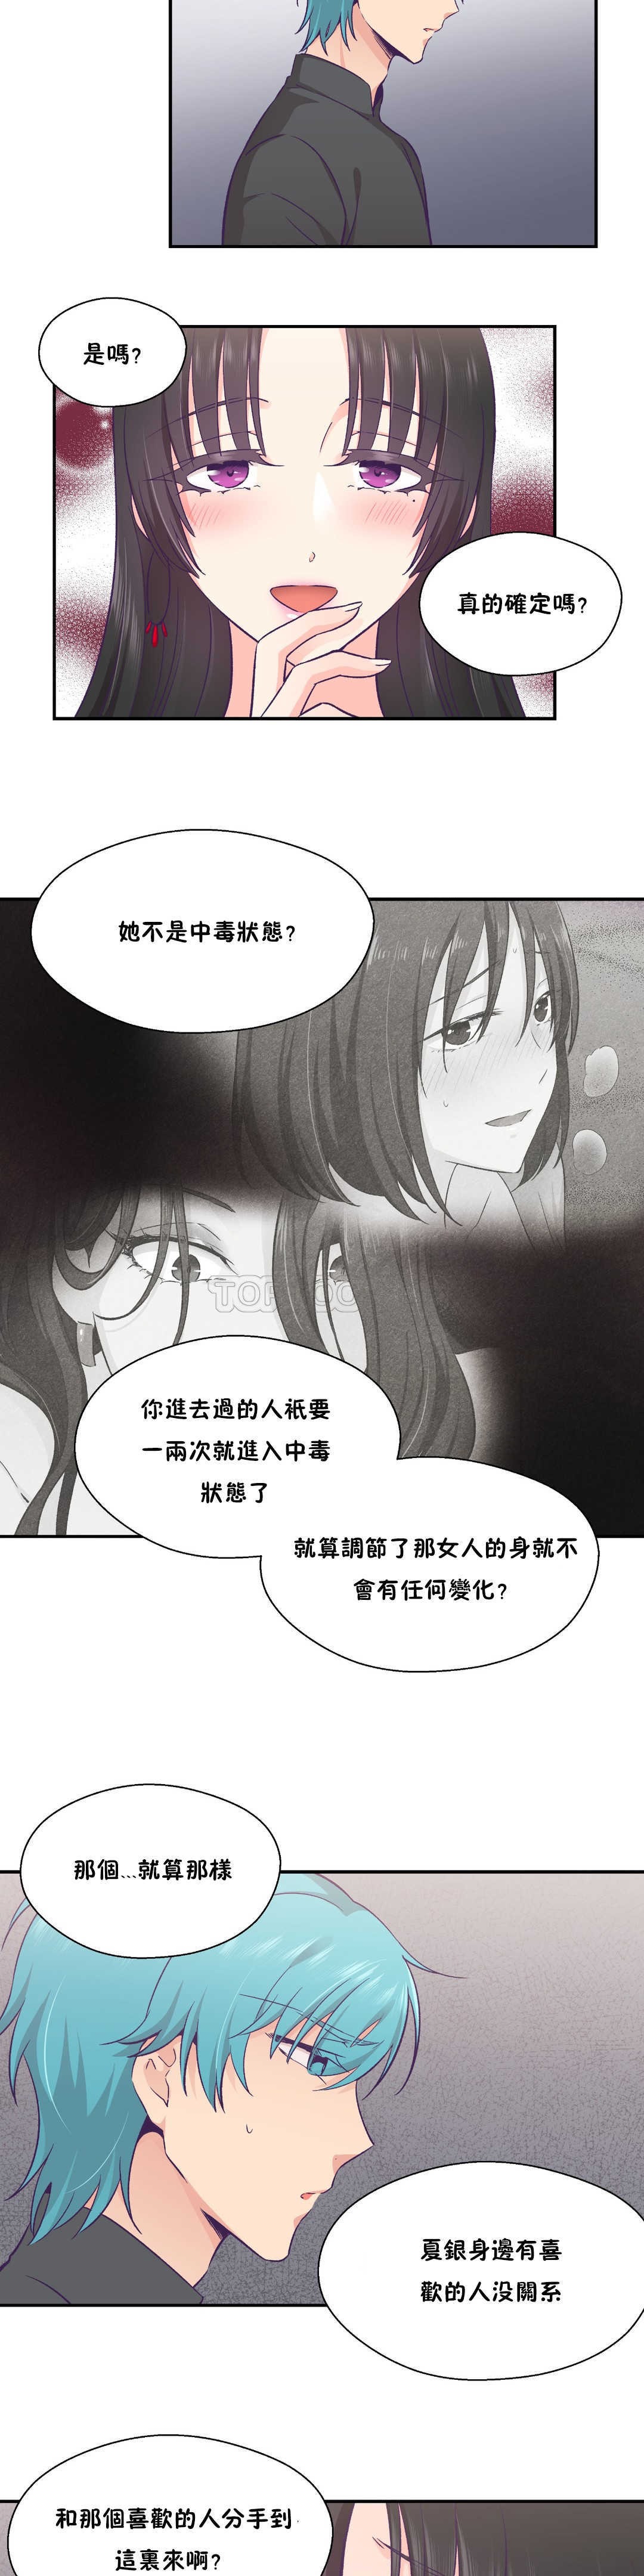 是嗎?
真的確定嗎?
她不是中毒狀態?
你進去過的人祇要
一兩次就進入中毒
狀態了
就算調節了那女人的身就不
會有任何變化?
那個...就算那樣
夏銀身邊有喜
歡的人没關系
和那個喜歡的人分手到
這裏來啊?